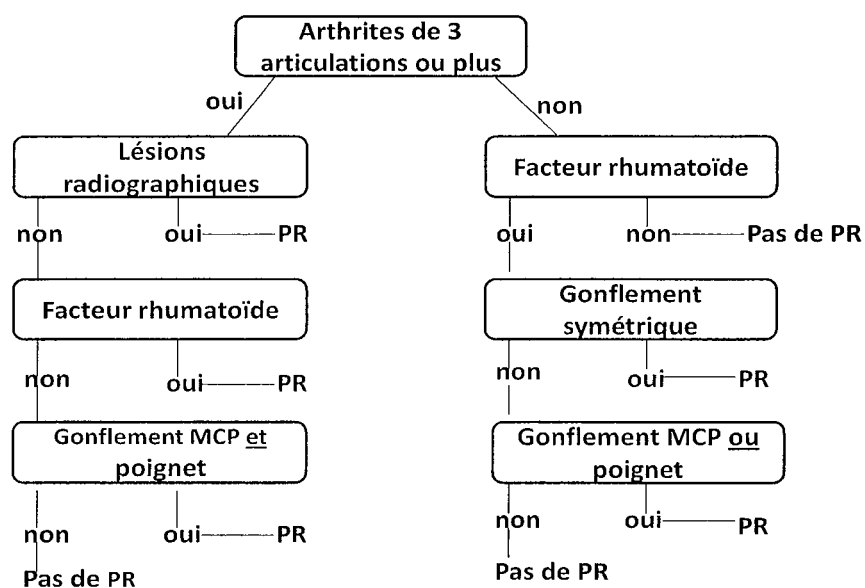 Arthrites de 3
articulations ou plus
oui
non
Lésions
radiographiques
Facteur rhumatoïde
non
oui
PR
oui
non
Pas de PR
Facteur rhumatoïde
Gonflement
symétrique
non
oui
PR
non
oui
PR
Gonflement MCP et
poignet
Gonflement MCP ou
poignet
non
oui
PR
non
oui
PR
Pas de PR
Pas de PR